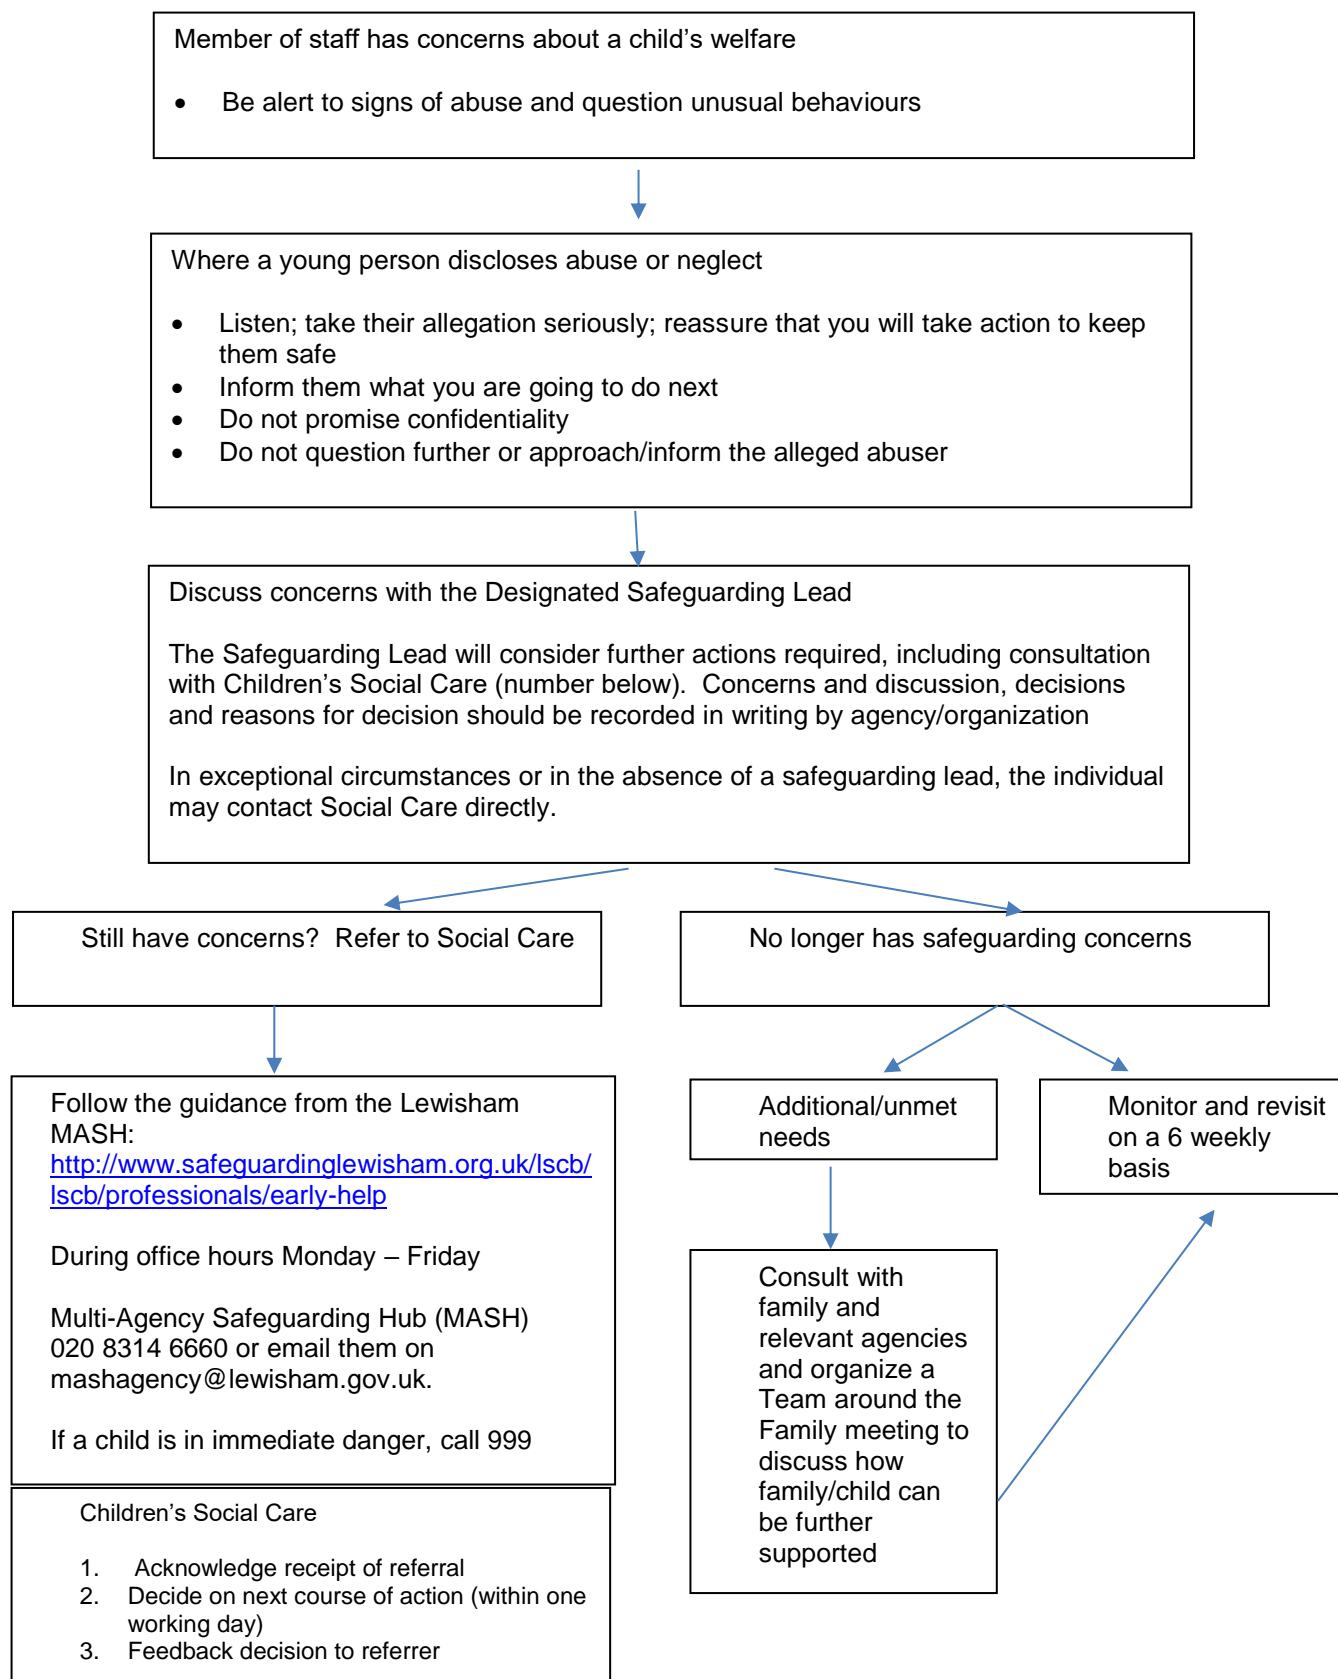 Member of staff has concerns about a child’s welfare
• Be alert to signs of abuse and question unusual behaviours
Where a young person discloses abuse or neglect
• Listen; take their allegation seriously; reassure that you will take action to keep
them safe
• Inform them what you are going to do next
• Do not promise confidentiality
• Do not question further or approach/inform the alleged abuser
Discuss concerns with the Designated Safeguarding Lead
The Safeguarding Lead will consider further actions required, including consultation
with Children’s Social Care (number below).  Concerns and discussion, decisions
and reasons for decision should be recorded in writing by agency/organization
In exceptional circumstances or in the absence of a safeguarding lead, the individual
may contact Social Care directly.
Still have concerns?  Refer to Social Care
No longer has safeguarding concerns
Follow the guidance from the Lewisham
MASH:
http://www.safeguardinglewisham.org.uk/lscb/
lscb/professionals/early-help
During office hours Monday – Friday
Multi-Agency Safeguarding Hub (MASH)
020 8314 6660 or email them on
mashagency@lewisham.gov.uk.
If a child is in immediate danger, call 999
Children’s Social Care
1. Acknowledge receipt of referral
2. Decide on next course of action (within one
working day)
3. Feedback decision to referrer
Additional/unmet
needs
Monitor and revisit
on a 6 weekly
basis
Consult with
family and
relevant agencies
and organize a
Team around the
Family meeting to
discuss how
family/child can
be further
supported